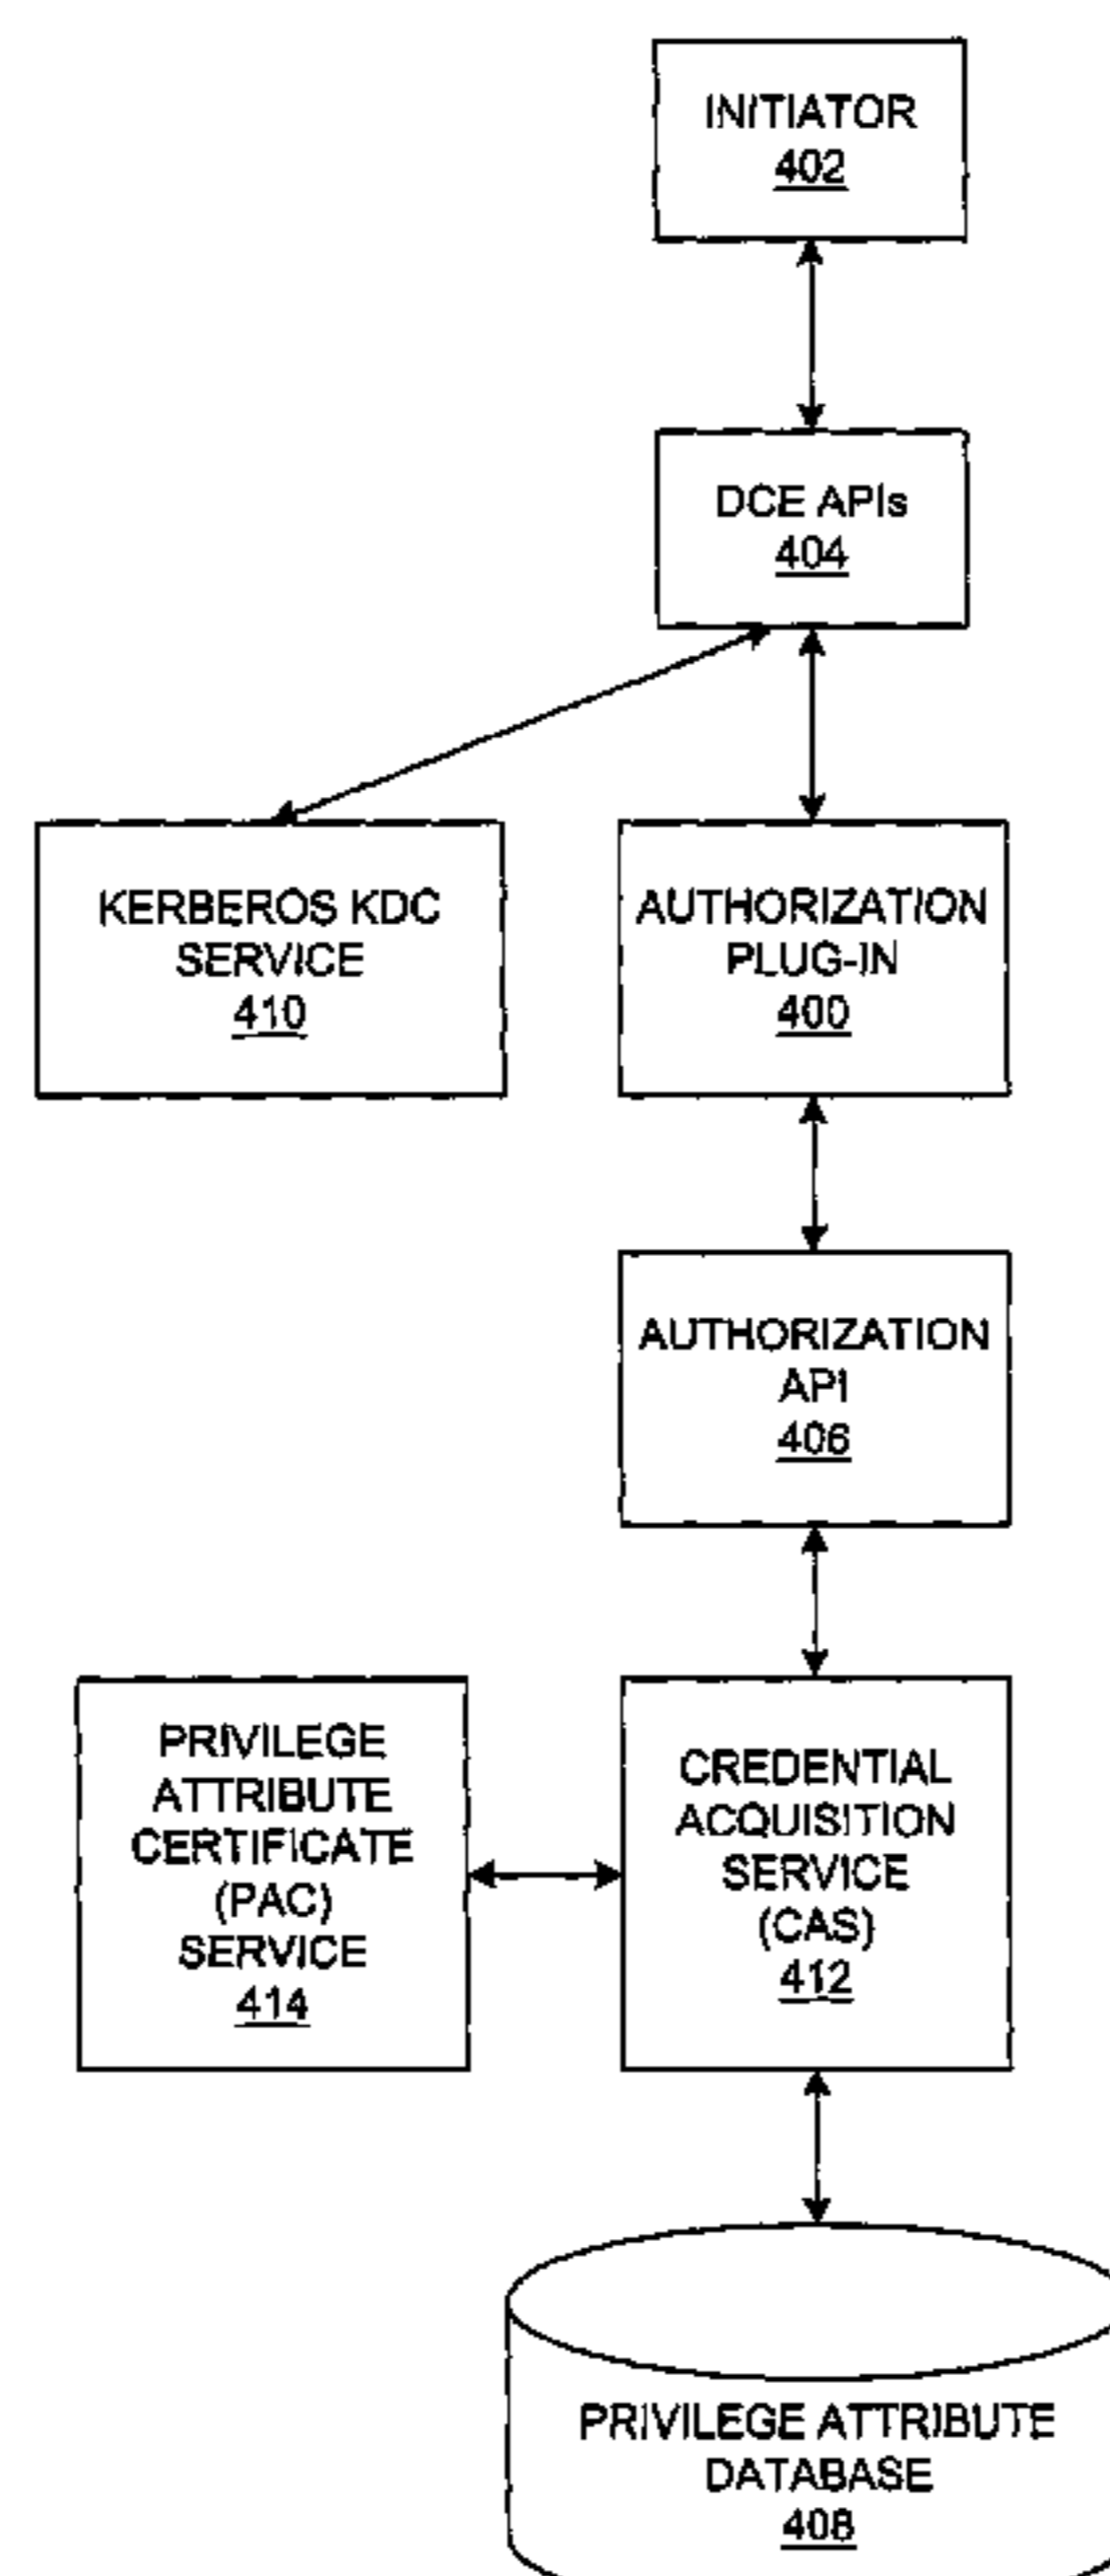 INITIATOR
402
DCE APIs
404
KERBEROS KDC
SERVICE
410
AUTHORIZATION
PLUG-IN
400
AUTHORIZATION
API
406
PRIVILEGE
ATTRIBUTE
CERTIFICATE
(PAC)
SERVICE
414
CREDENTIAL
ACQUISITION
SERVICE
(CAS)
412
PRIVILEGE ATTRIBUTE
DATABASE
408